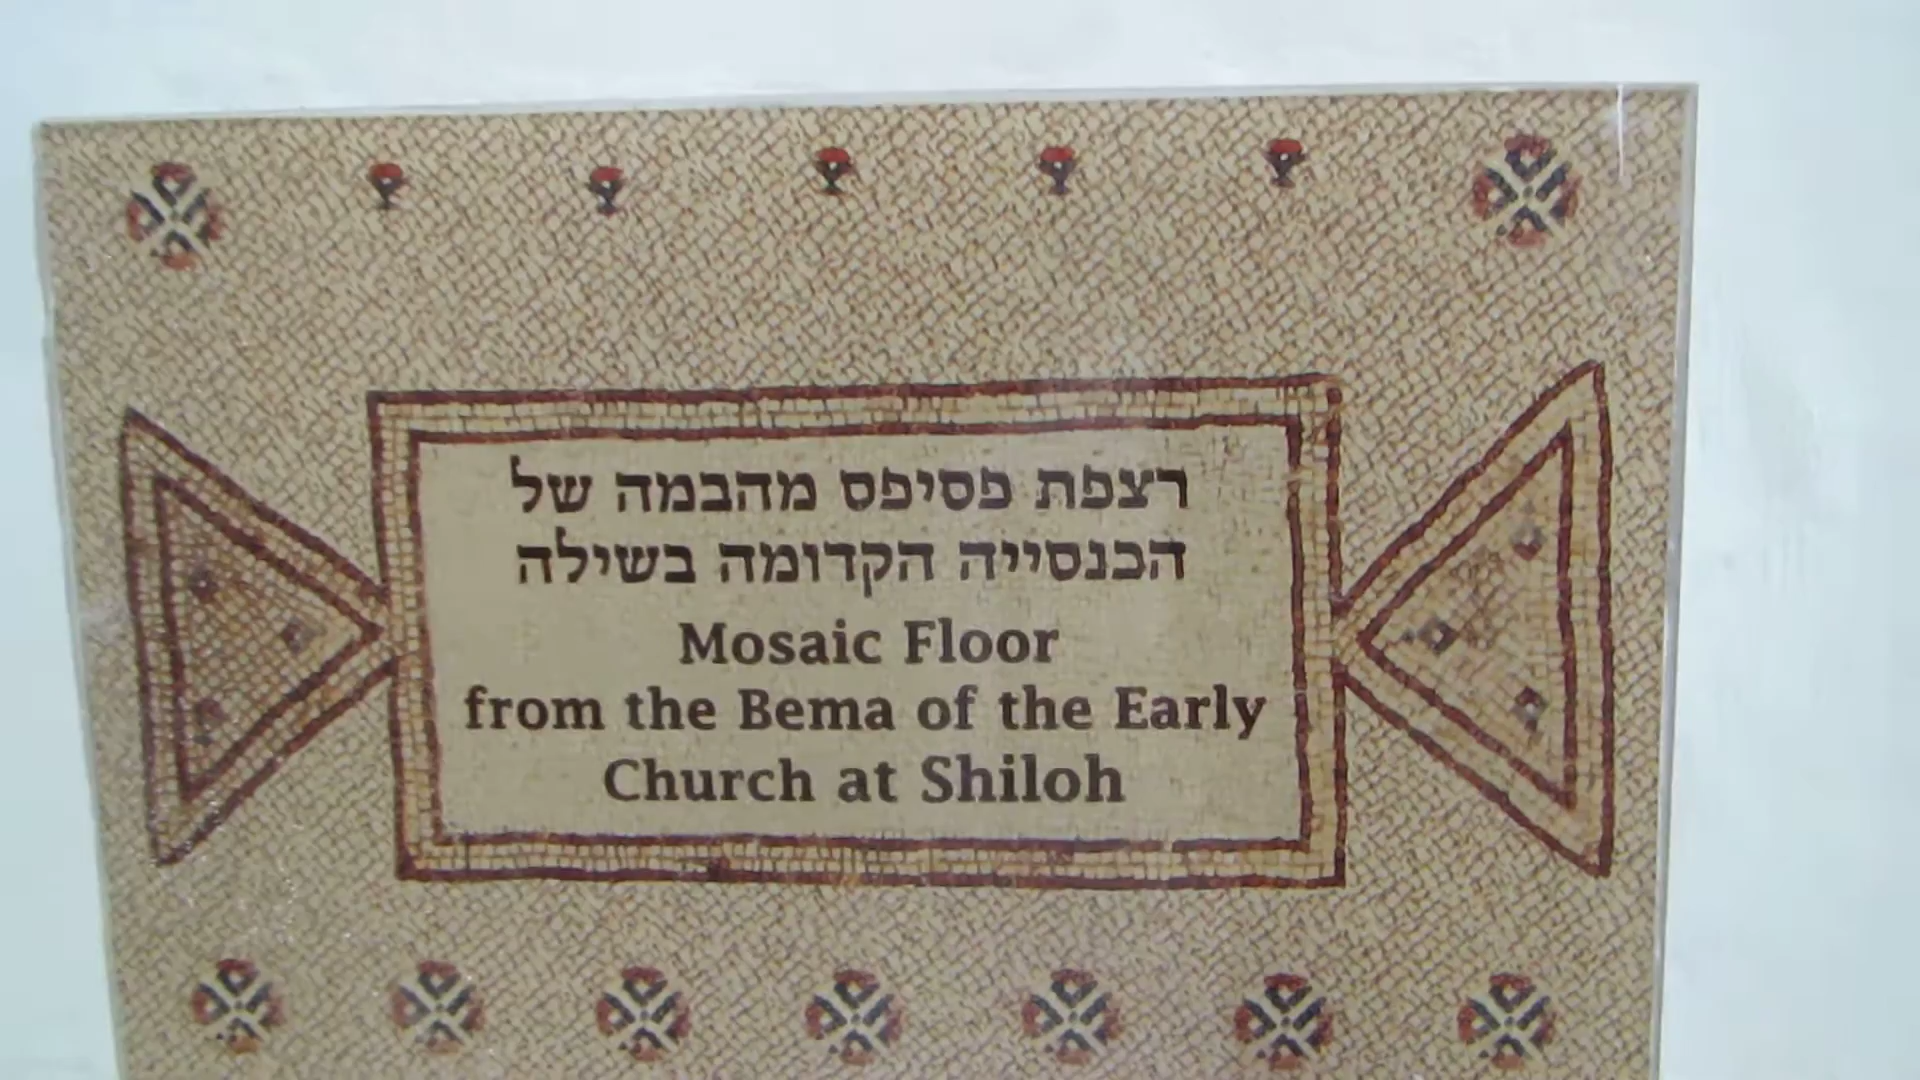 רצפת פסיפס מהבמה של
הכנסייה הקדומה בשילה
Mosaic Floor
from the Bema of the Early
Church at Shiloh